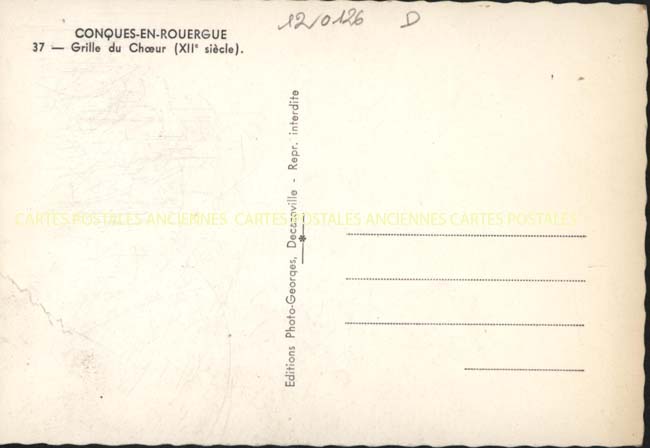 12/0126 D
CONQUES-EN-ROUERGUE
37 — Grille du Chœur (XIIᵉ siècle).
Editions Photo-Georges, Decazeville - Repr. interdite
CARTES POSTALES ANCIENNES CARTES POSTALES ANCIENNES CARTES POSTALES